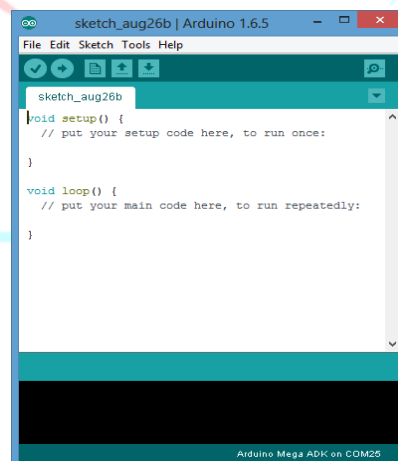 sketch_aug26b | Arduino 1.6.5
File Edit Sketch Tools Help
sketch_aug26b
void setup() {
  // put your setup code here, to run once:
}
void loop() {
  // put your main code here, to run repeatedly:
}
Arduino Mega ADK on COM25